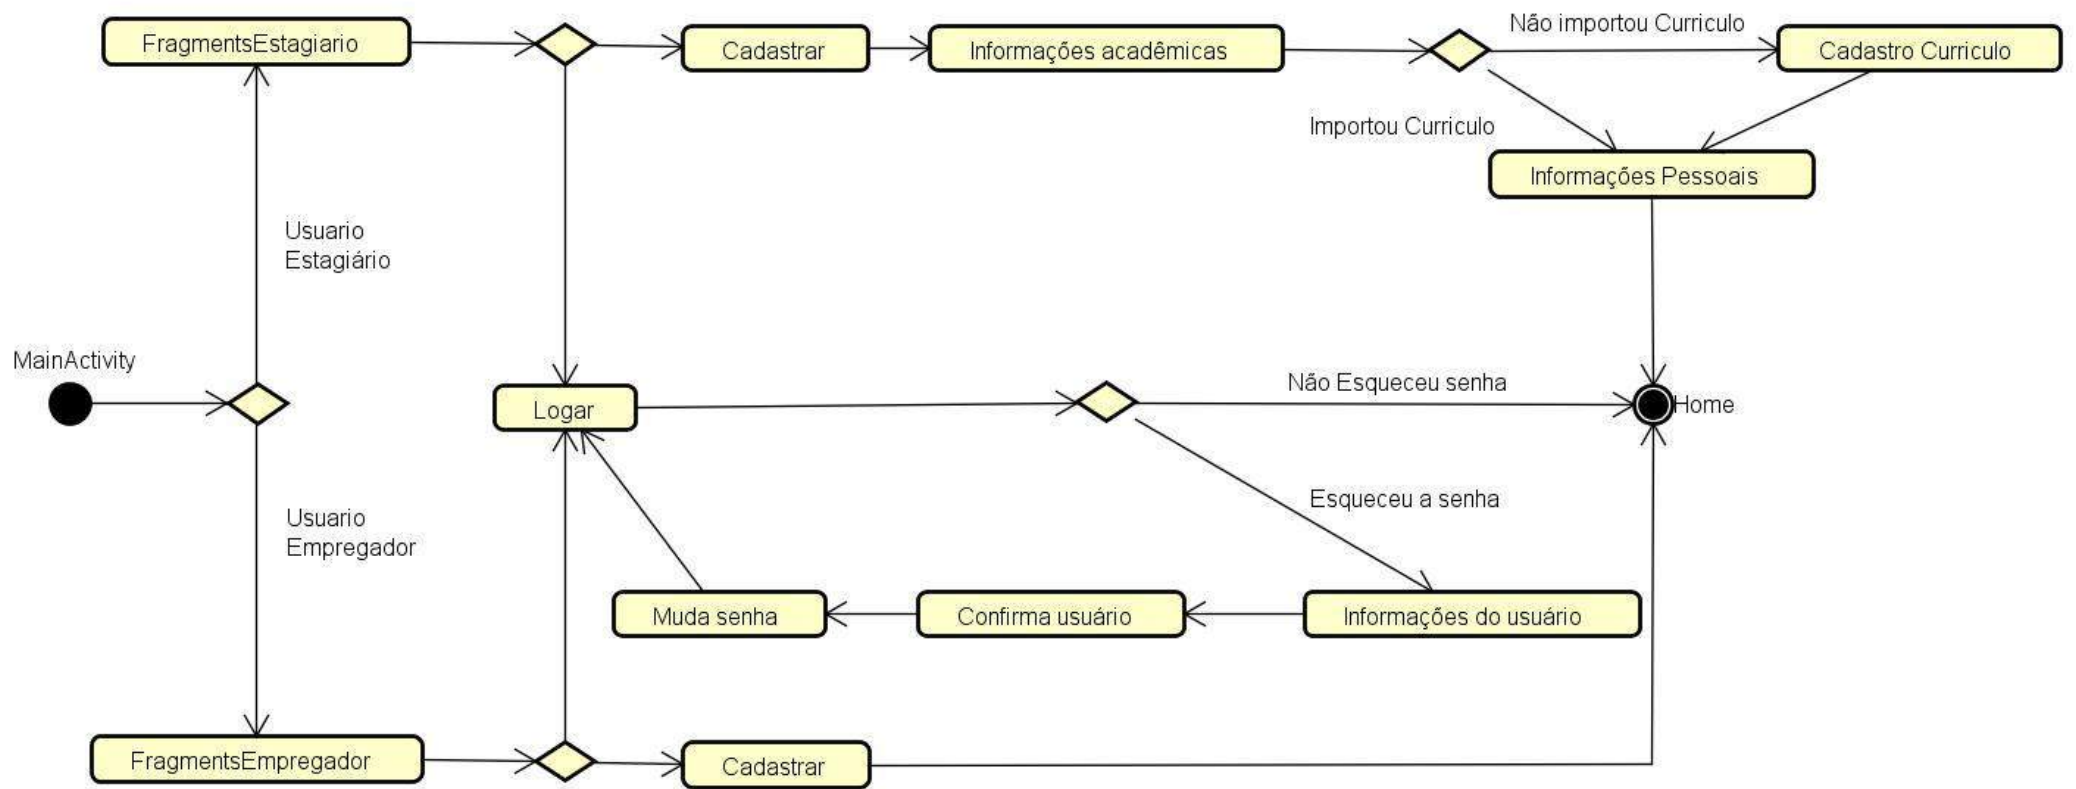 FragmentsEstagiario
Cadastrar
Informações acadêmicas
Não importou Curriculo
Cadastro Curriculo
Importou Curriculo
Informações Pessoais
Usuario
Estagiário
MainActivity
Logar
Não Esqueceu senha
Home
Esqueceu a senha
Usuario
Empregador
Muda senha
Confirma usuário
Informações do usuário
FragmentsEmpregador
Cadastrar